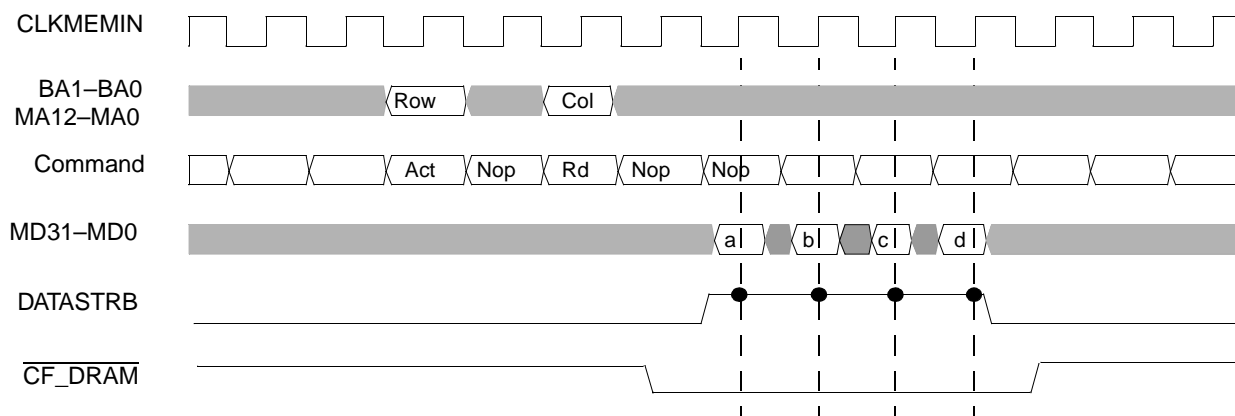 CLKMEMIN
BA1–BA0
MA12–MA0
Row Col
Command
Act Nop Rd Nop Nop
MD31–MD0
a b c d
DATASTRB
CF_DRAM